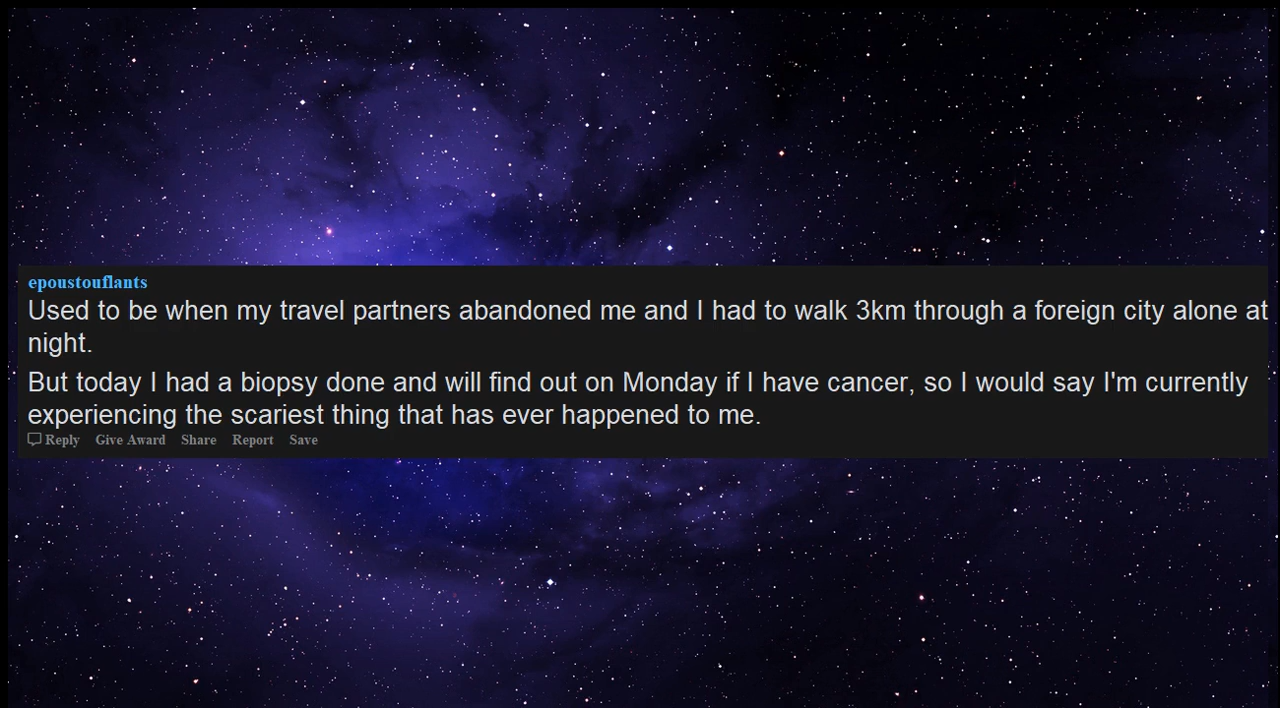 epoustouflants
Used to be when my travel partners abandoned me and I had to walk 3km through a foreign city alone at
night.
But today I had a biopsy done and will find out on Monday if I have cancer, so I would say I'm currently
experiencing the scariest thing that has ever happened to me.
Reply Give Award Share Report Save